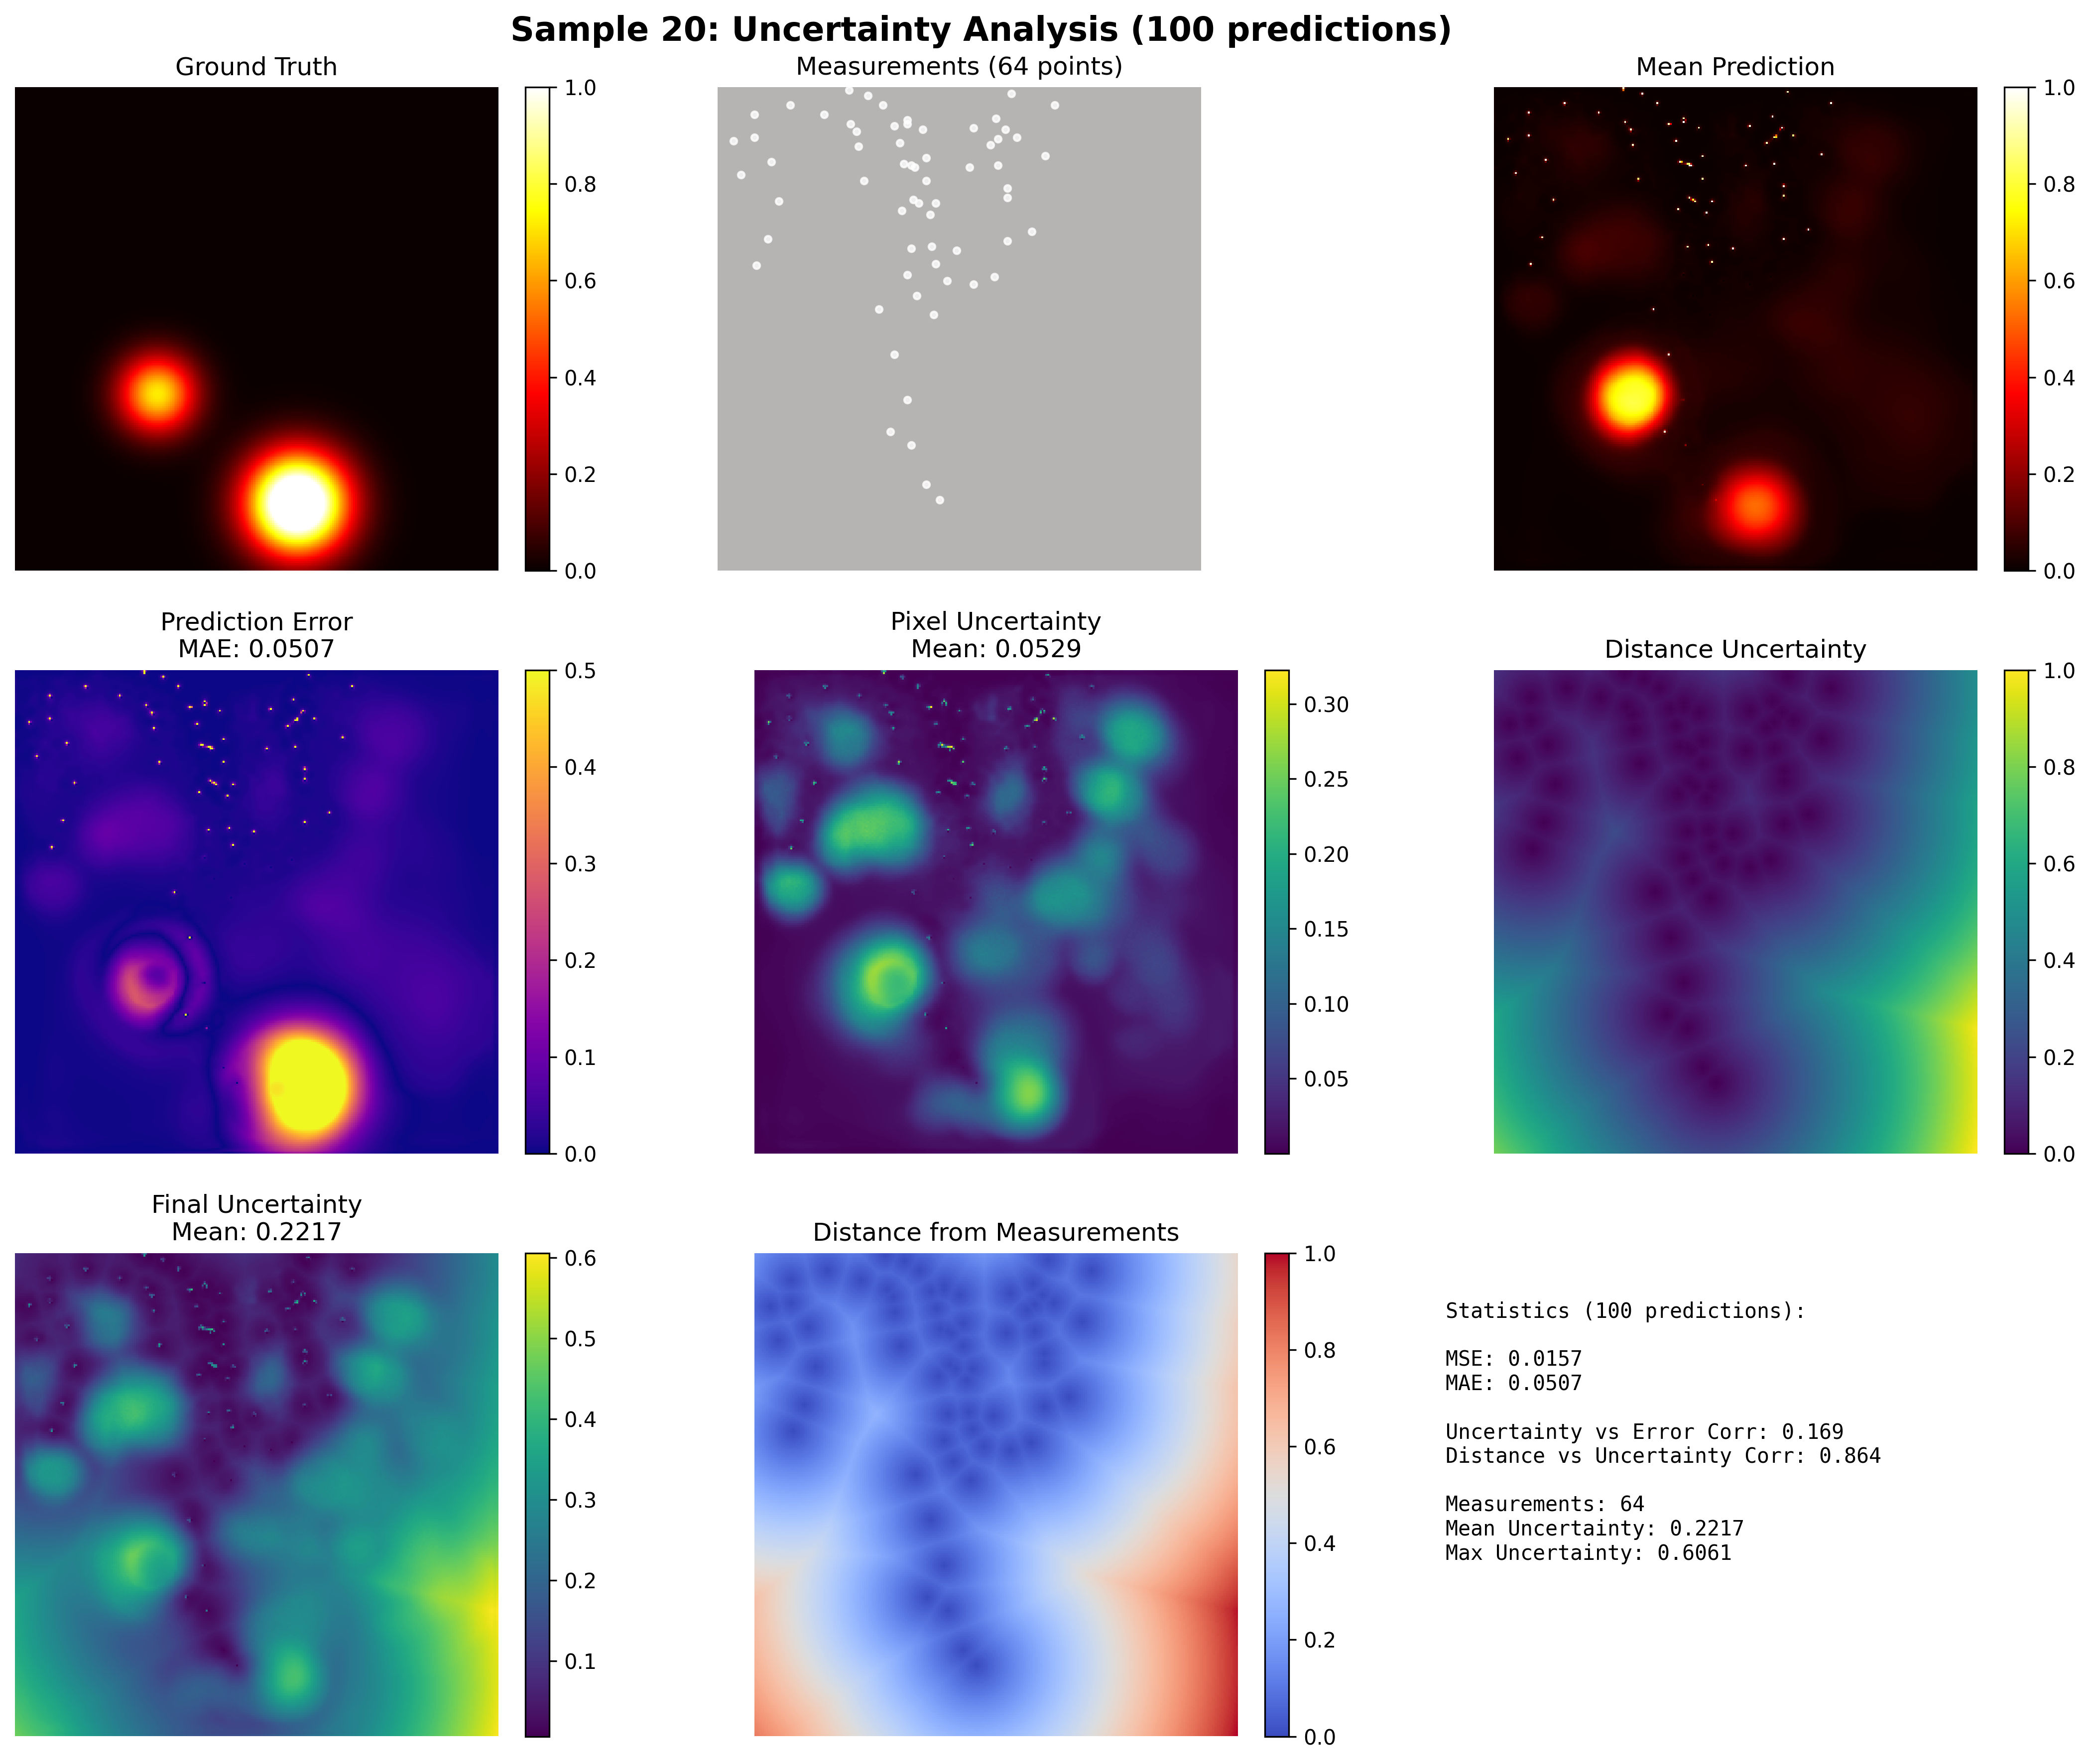 Sample 20: Uncertainty Analysis (100 predictions)
Ground Truth
1.0
0.8
0.6
0.4
0.2
0.0
Measurements (64 points)
Mean Prediction
1.0
0.8
0.6
0.4
0.2
0.0
Prediction Error
MAE: 0.0507
0.5
0.4
0.3
0.2
0.1
0.0
Pixel Uncertainty
Mean: 0.0529
0.30
0.25
0.20
0.15
0.10
0.05
Distance Uncertainty
1.0
0.8
0.6
0.4
0.2
0.0
Final Uncertainty
Mean: 0.2217
0.6
0.5
0.4
0.3
0.2
0.1
Distance from Measurements
1.0
0.8
0.6
0.4
0.2
0.0
Statistics (100 predictions):
MSE: 0.0157
MAE: 0.0507
Uncertainty vs Error Corr: 0.169
Distance vs Uncertainty Corr: 0.864
Measurements: 64
Mean Uncertainty: 0.2217
Max Uncertainty: 0.6061